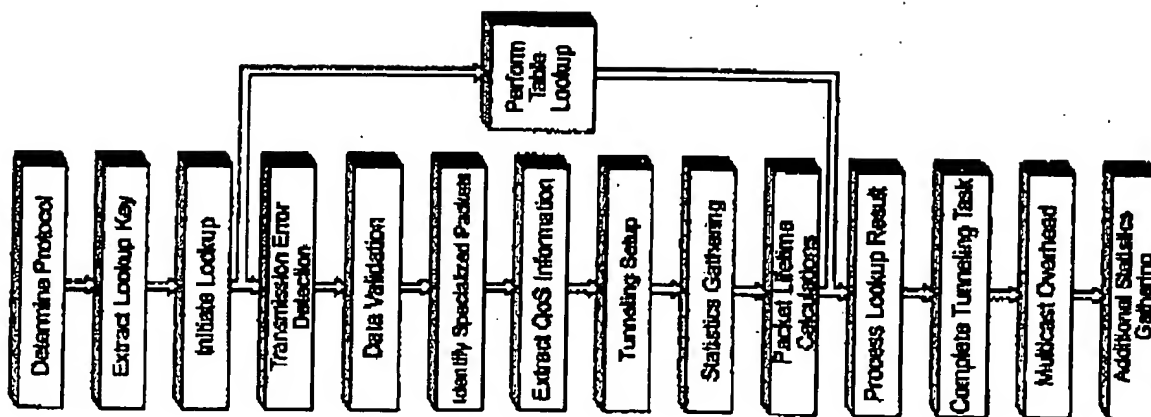 Determine Protocol
Extract Lookup Key
Initiate Lookup
Transmission Error
Detection
Data Validation
Identify Specialized Packets
Extract QoS Information
Tunneling Setup
Statistics Gathering
Packet Lifetime
Calculations
Process Lookup Result
Complete Tunneling Task
Multicast Overhead
Additional Statistics
Gathering
Perform
Table
Lookup